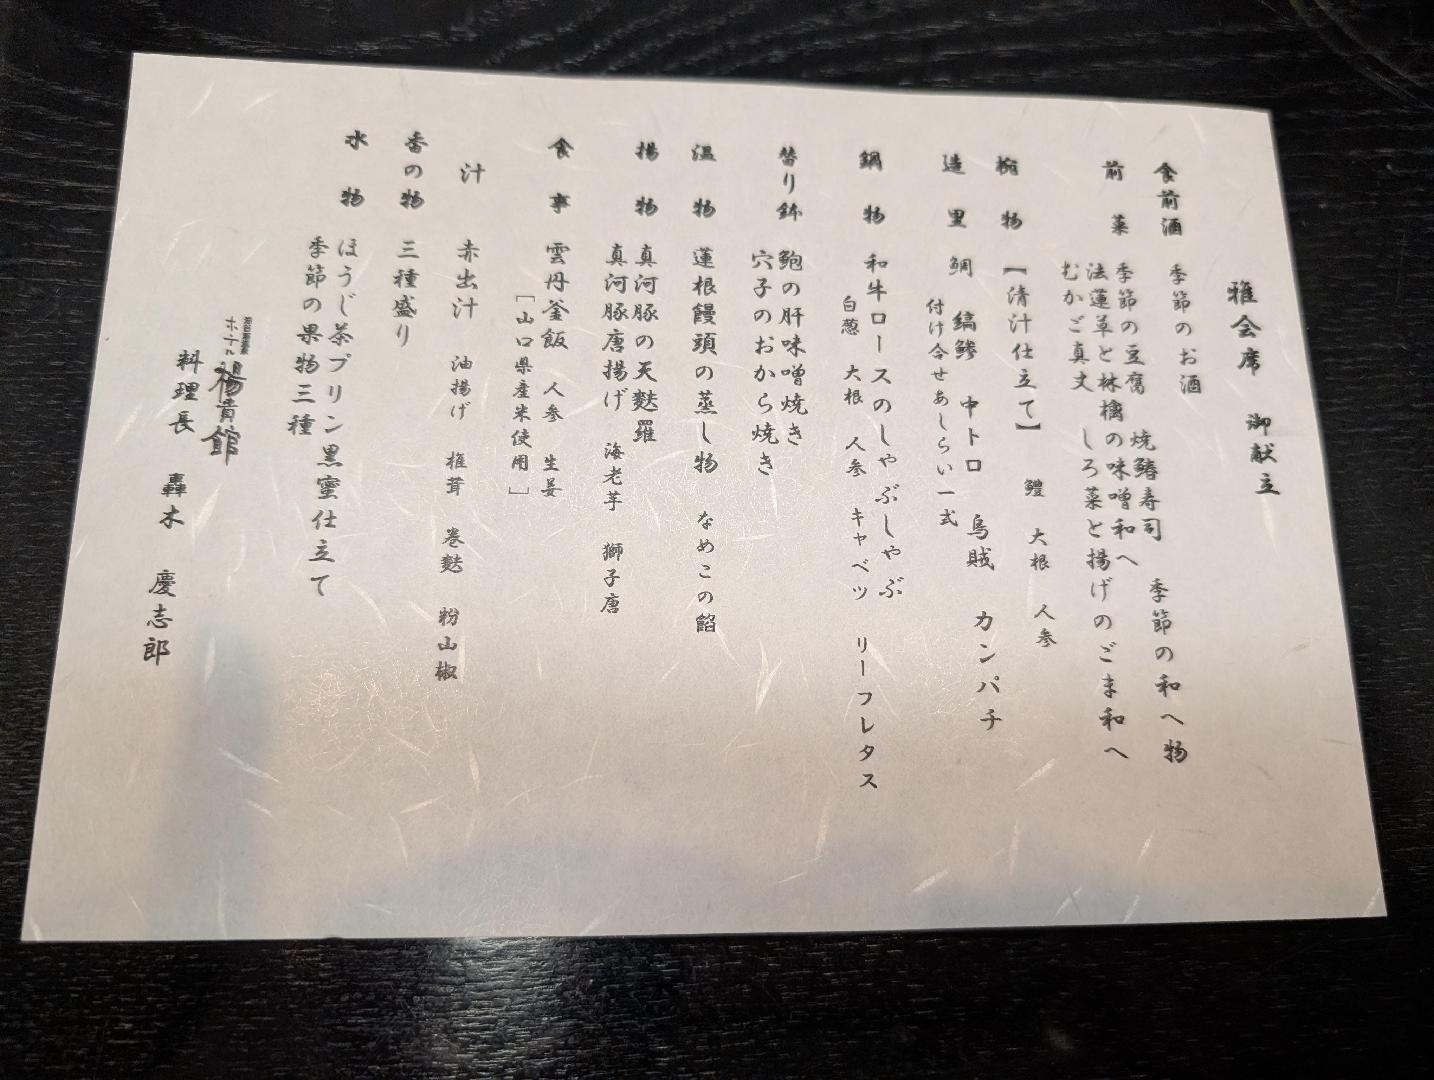 雅会席 御献立
食前酒 季節のお酒
前菜 季節の豆腐 焼鯖寿司 季節の和へ物
法蓮草と林檎の味噌和へ
むかご真丈 しろ菜と揚げのごま和へ
椀物 【清汁仕立て】 鱧 大根 人参
造里 鯛 縞鯵 中トロ 烏賊 カンパチ
付け合せあしらい一式
鍋物 和牛ロースのしゃぶしゃぶ
白葱 大根 人参 キャベツ リーフレタス
替り鉢 鮑の肝味噌焼き
穴子のおから焼き
温物 蓮根饅頭の蒸し物 なめこの餡
揚物 真河豚の天麩羅
真河豚唐揚げ 海老芋 獅子唐
食事 雲丹釜飯 人参 生姜
[山口県産米使用]
汁 赤出汁 油揚げ 椎茸 巻麩 粉山椒
香の物 三種盛り
水物 ほうじ茶プリン黒蜜仕立て
季節の果物三種
ホテル楊貴館
料理長 轟木 慶志郎